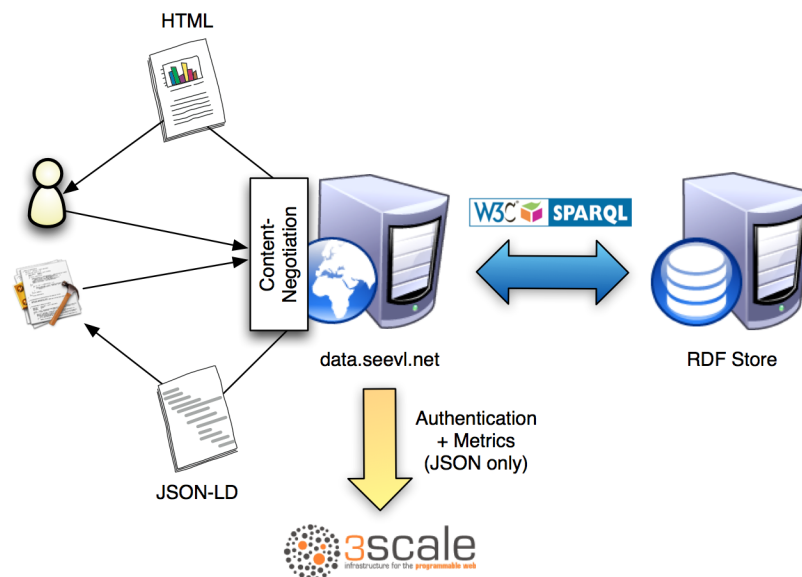 HTML
Content-
Negotiation
W3C SPARQL
data.seevl.net
RDF Store
Authentication
+ Metrics
(JSON only)
JSON-LD
3scale
infrastructure for the programmable web